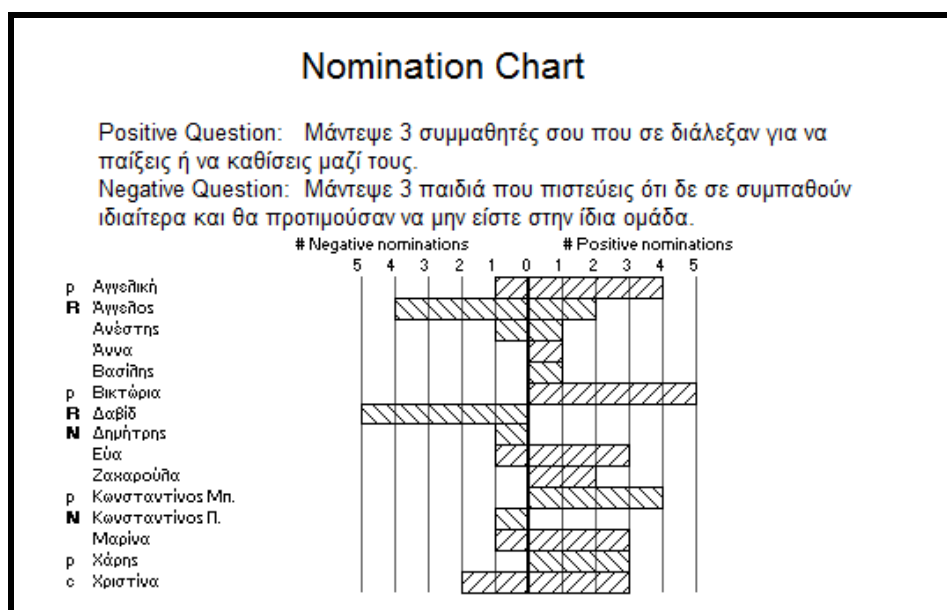 Nomination Chart
Positive Question: Μάντεψε 3 συμμαθητές σου που σε διάλεξαν για να
παίξεις ή να καθίσεις μαζί τους.
Negative Question: Μάντεψε 3 παιδιά που πιστεύεις ότι δε σε συμπαθούν
ιδιαίτερα και θα προτιμούσαν να μην είστε στην ίδια ομάδα.
# Negative nominations # Positive nominations
5 4 3 2 1 0 1 2 3 4 5
p Αγγελική
R Άγγελος
Ανέστης
Άννα
Βασίλης
p Βικτώρια
R Δαβίδ
N Δημήτρης
Εύα
Ζαχαρούλα
p Κωνσταντίνος Μπ.
N Κωνσταντίνος Π.
Μαρίνα
p Χάρης
c Χριστίνα